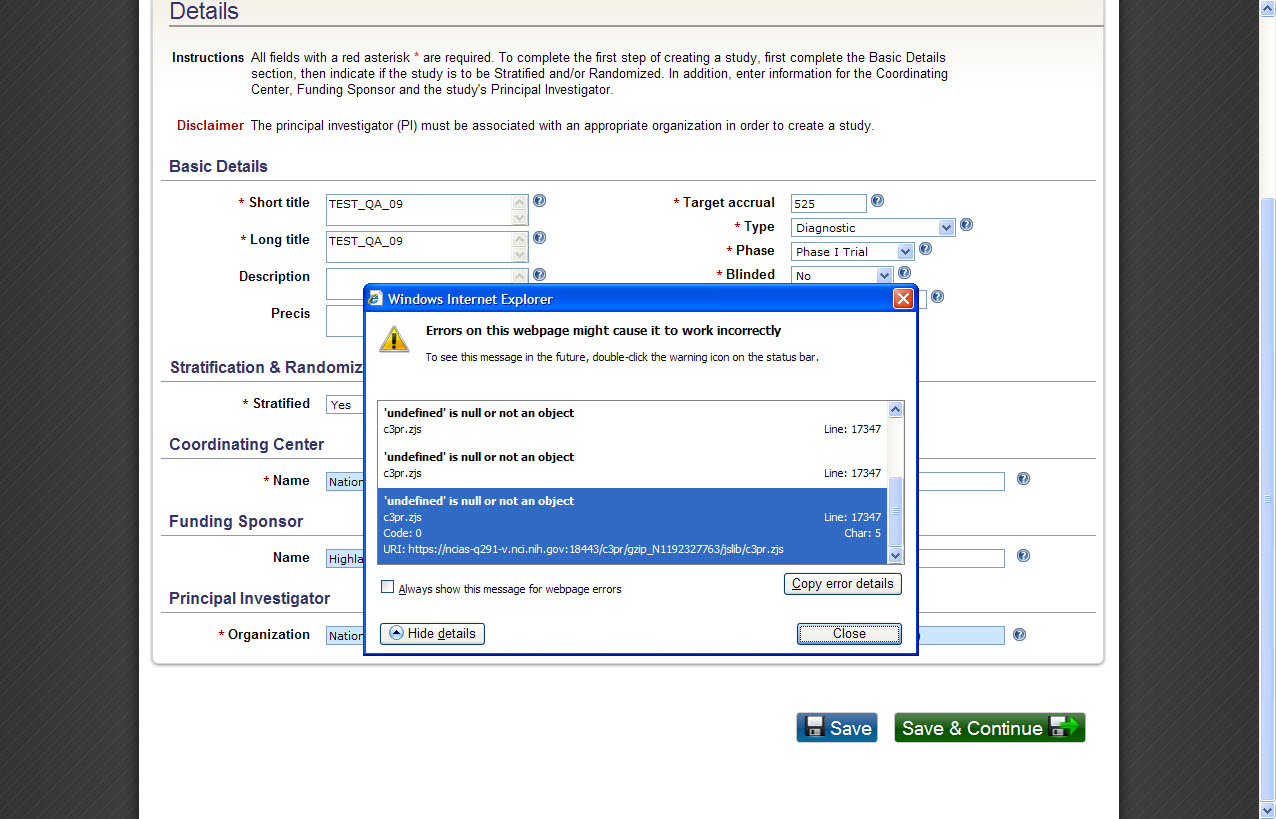 Details
Instructions All fields with a red asterisk * are required. To complete the first step of creating a study, first complete the Basic Details
section, then indicate if the study is to be Stratified and/or Randomized. In addition, enter information for the Coordinating
Center, Funding Sponsor and the study's Principal Investigator.
Disclaimer The principal investigator (PI) must be associated with an appropriate organization in order to create a study.
Basic Details
* Short title TEST_QA_09
* Target accrual 525
* Type Diagnostic
* Long title TEST_QA_09
* Phase Phase I Trial
Description
* Blinded No
Precis
Windows Internet Explorer
Errors on this webpage might cause it to work incorrectly
To see this message in the future, double-click the warning icon on the status bar.
'undefined' is null or not an object
c3pr.zjs Line: 17347
'undefined' is null or not an object
c3pr.zjs Line: 17347
'undefined' is null or not an object
c3pr.zjs Line: 17347
Code: 0 Char: 5
URI: https://ncias-q291-v.nci.nih.gov:18443/c3pr/gzip_N1192327763/jslib/c3pr.zjs
Always show this message for webpage errors
Copy error details
Hide details
Close
Stratification & Randomiz
* Stratified Yes
Coordinating Center
* Name Nation
Funding Sponsor
Name Highla
Principal Investigator
* Organization Nation
Save
Save & Continue